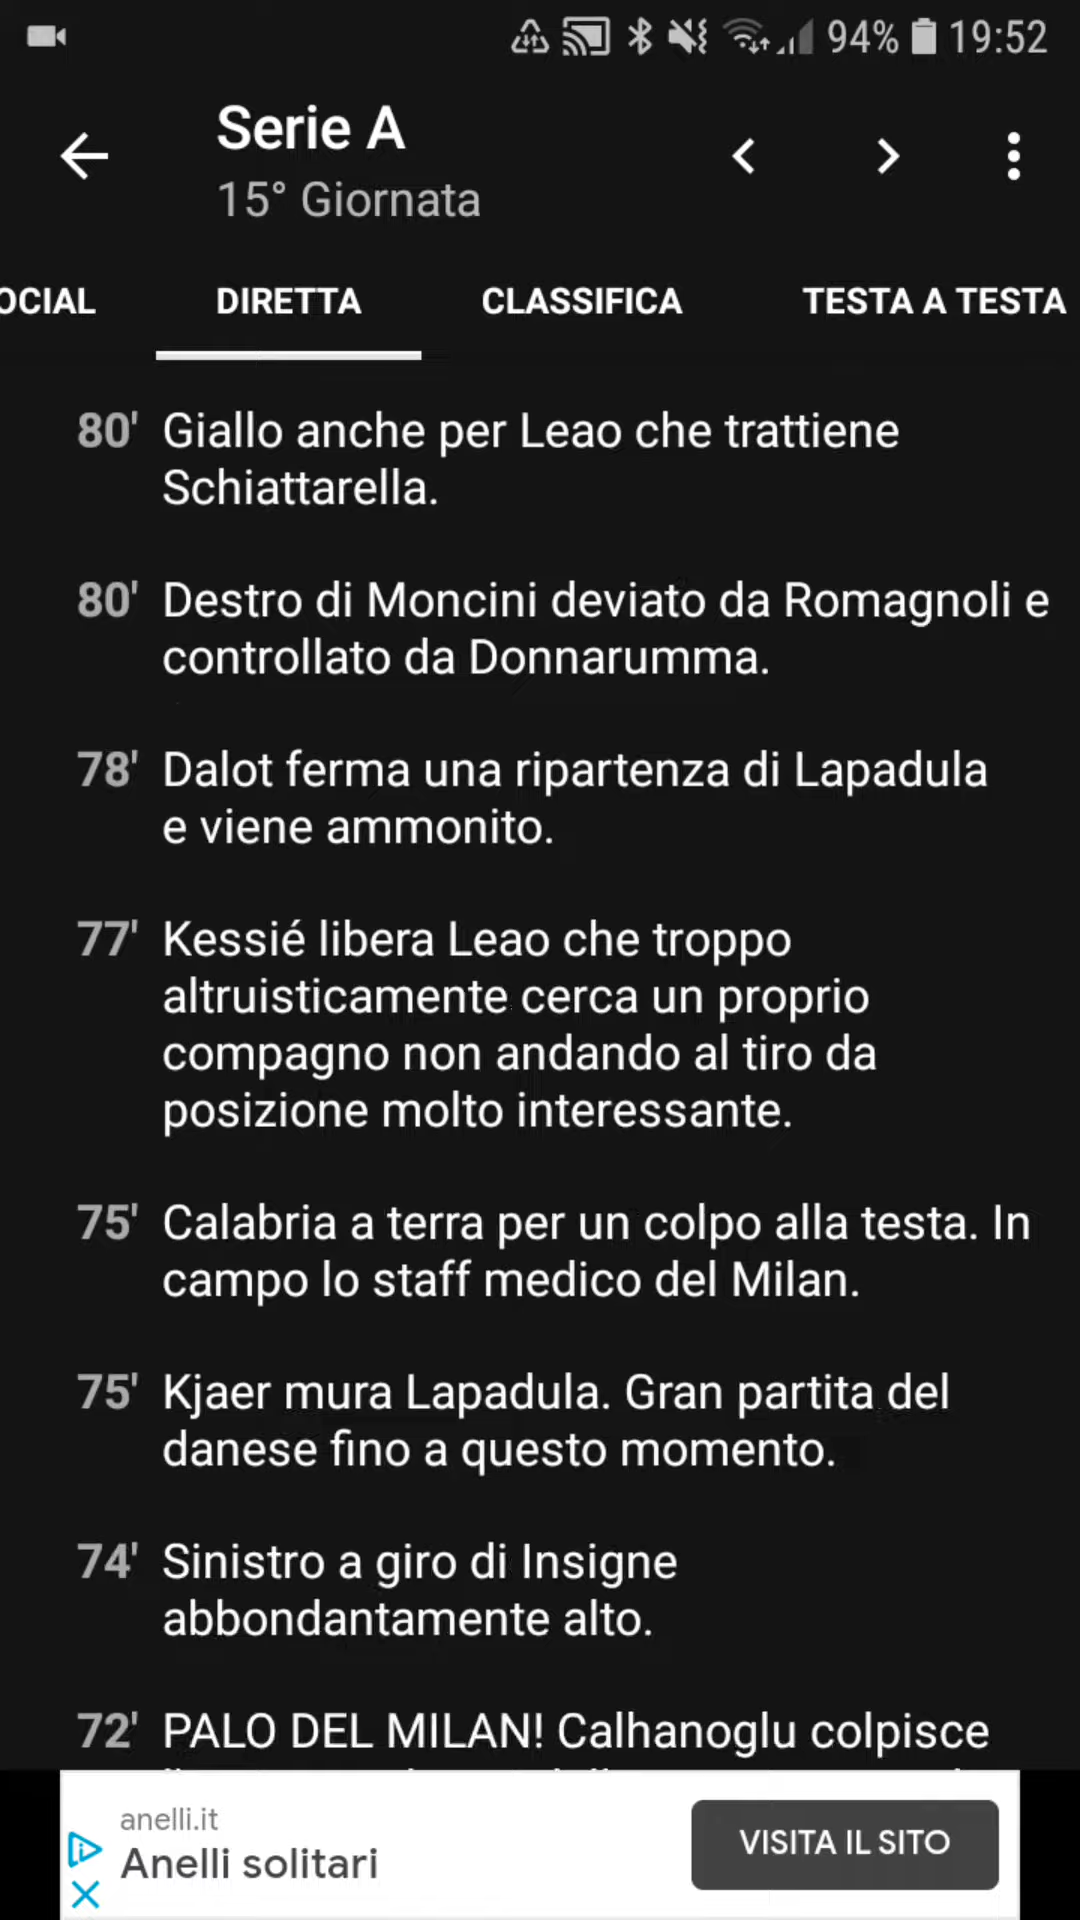 94% 19:52
Serie A
15° Giornata
OCIAL DIRETTA CLASSIFICA TESTA A TESTA
80' Giallo anche per Leao che trattiene
Schiattarella.
80' Destro di Moncini deviato da Romagnoli e
controllato da Donnarumma.
78' Dalot ferma una ripartenza di Lapadula
e viene ammonito.
77' Kessié libera Leao che troppo
altruisticamente cerca un proprio
compagno non andando al tiro da
posizione molto interessante.
75' Calabria a terra per un colpo alla testa. In
campo lo staff medico del Milan.
75' Kjaer mura Lapadula. Gran partita del
danese fino a questo momento.
74' Sinistro a giro di Insigne
abbondantamente alto.
72' PALO DEL MILAN! Calhanoglu colpisce
anelli.it
Anelli solitari
VISITA IL SITO